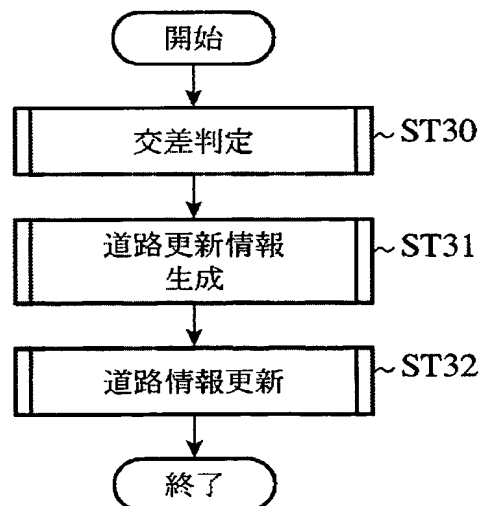 開始
交差判定
~ST30
道路更新情報
生成
~ST31
道路情報更新
~ST32
終了